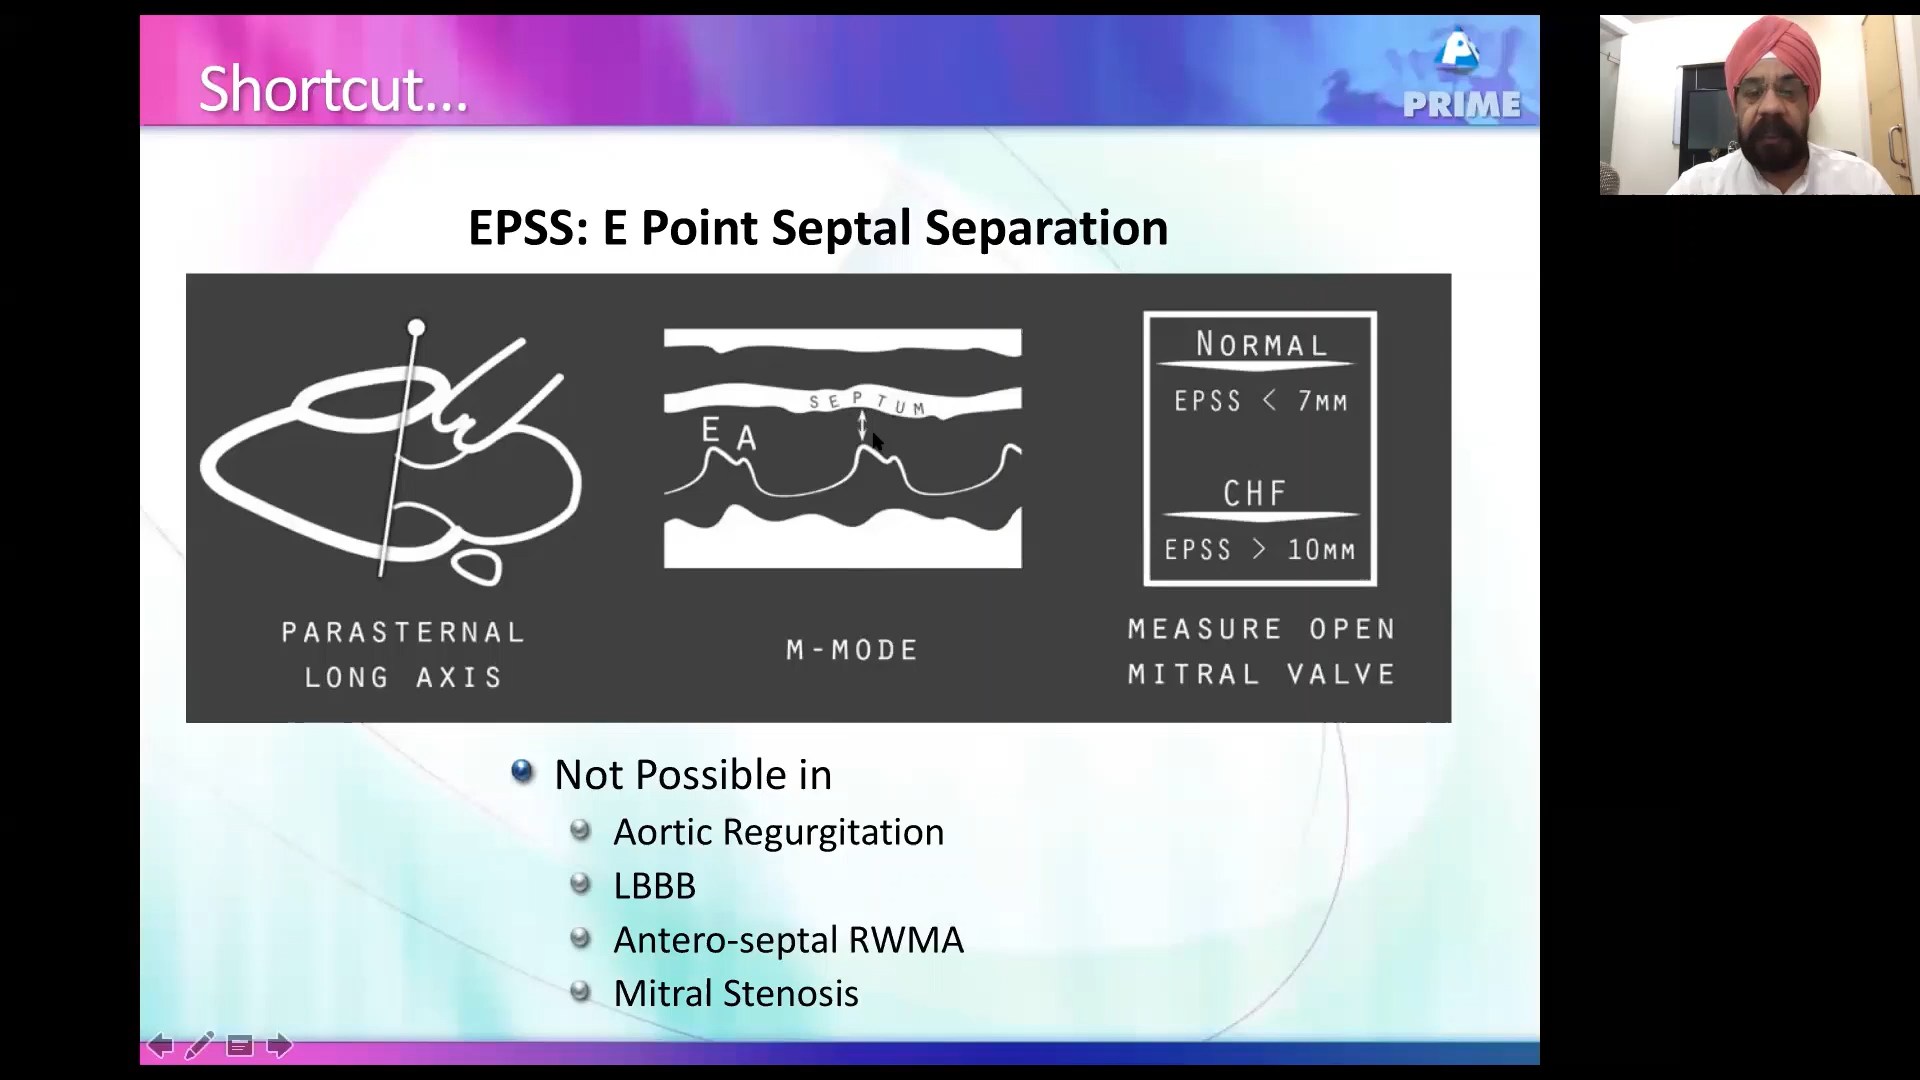 Shortcut...
PRIME
EPSS: E Point Septal Separation
SEPTUM
E A
PARASTERNAL
LONG AXIS
M-MODE
NORMAL
EPSS < 7MM
CHF
EPSS > 10MM
MEASURE OPEN
MITRAL VALVE
Not Possible in
Aortic Regurgitation
LBBB
Antero-septal RWMA
Mitral Stenosis